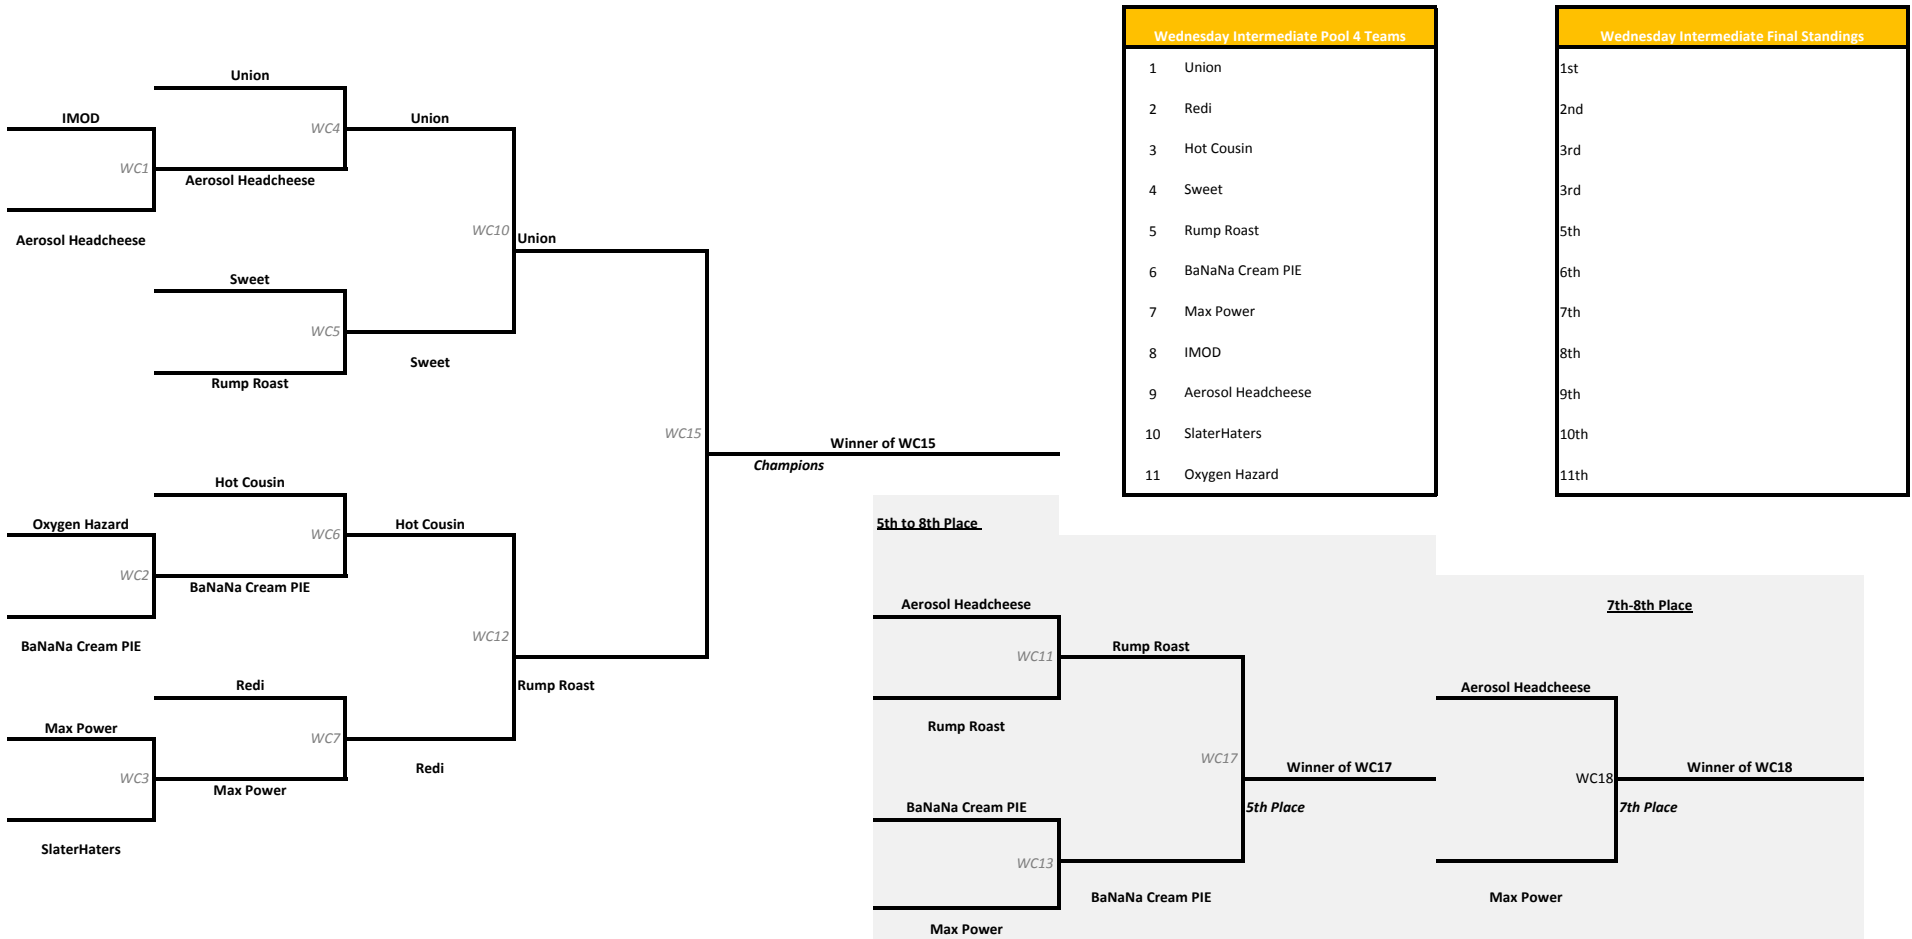 Wednesday Intermediate Pool 4 Teams
1 Union
2 Redi
3 Hot Cousin
4 Sweet
5 Rump Roast
6 BaNaNa Cream PIE
7 Max Power
8 IMOD
9 Aerosol Headcheese
10 SlaterHaters
11 Oxygen Hazard
Wednesday Intermediate Final Standings
1st
2nd
3rd
3rd
5th
6th
7th
8th
9th
10th
11th
Union
IMOD
WC4
Union
WC1
Aerosol Headcheese
WC10
Union
Aerosol Headcheese
Sweet
WC5
Sweet
Rump Roast
WC15
Winner of WC15
Champions
Hot Cousin
Oxygen Hazard
WC6
Hot Cousin
WC2
BaNaNa Cream PIE
WC12
BaNaNa Cream PIE
Redi
Rump Roast
Max Power
WC7
Redi
WC3
Max Power
SlaterHaters
5th to 8th Place
Aerosol Headcheese
WC11
Rump Roast
Rump Roast
WC17
Winner of WC17
5th Place
BaNaNa Cream PIE
WC13
BaNaNa Cream PIE
Max Power
7th-8th Place
Aerosol Headcheese
WC18
Winner of WC18
7th Place
Max Power